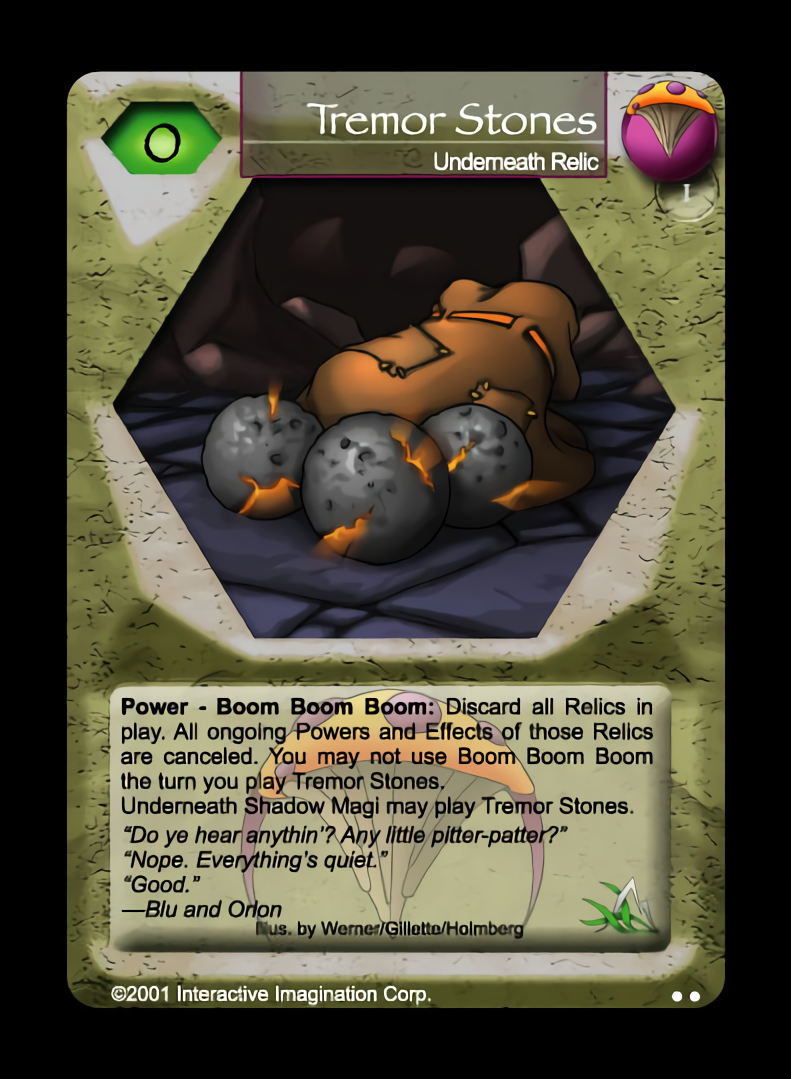 0
Tremor Stones
Underneath Relic
I
Power - Boom Boom Boom: Discard all Relics in
play. All ongoing Powers and Effects of those Relics
are canceled. You may not use Boom Boom Boom
the turn you play Tremor Stones.
Underneath Shadow Magi may play Tremor Stones.
“Do ye hear anythin’? Any little pitter-patter?”
“Nope. Everything’s quiet.”
“Good.”
—Blu and Orlon
Illus. by Werner/Gillette/Holmberg
©2001 Interactive Imagination Corp.